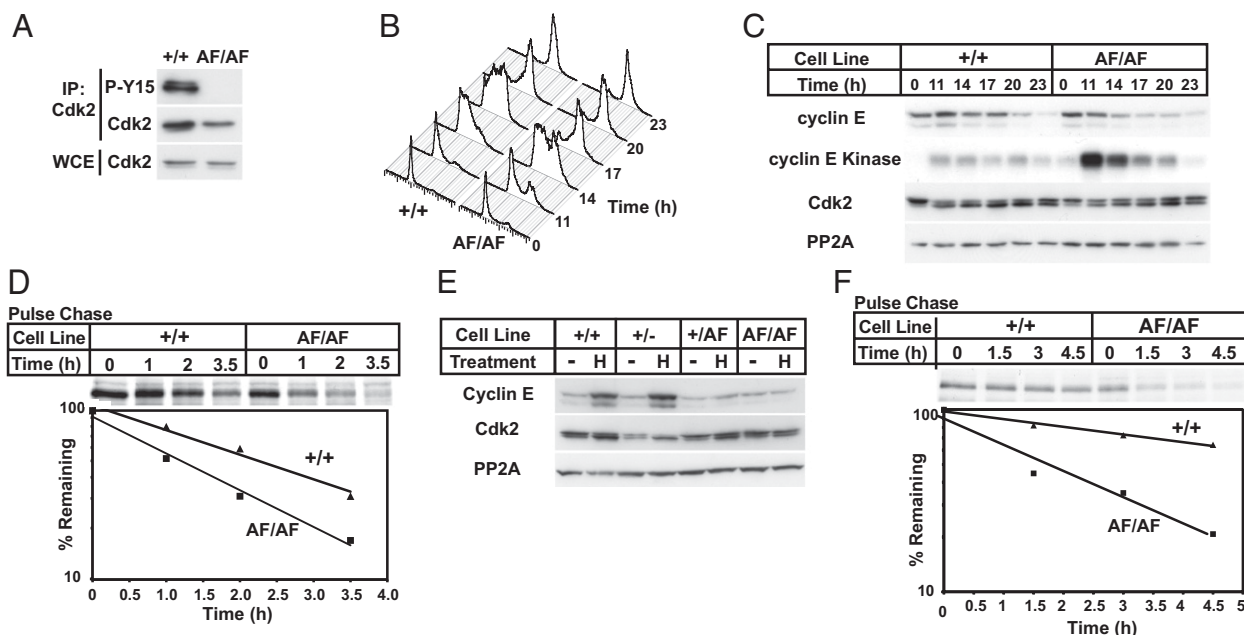 A
+/+ AF/AF
IP: Cdk2
P-Y15
Cdk2
WCE
Cdk2
B
+/+
AF/AF
0
11
14
17
20
23
Time (h)
C
Cell Line +/+ AF/AF
Time (h) 0 11 14 17 20 23 0 11 14 17 20 23
cyclin E
cyclin E Kinase
Cdk2
PP2A
D
Pulse Chase
Cell Line +/+ AF/AF
Time (h) 0 1 2 3.5 0 1 2 3.5
100
+/+
AF/AF
% Remaining
10
0 0.5 1.0 1.5 2.0 2.5 3.0 3.5 4.0
Time (h)
E
Cell Line +/+ +/- +/AF AF/AF
Treatment - H - H - H - H
Cyclin E
Cdk2
PP2A
F
Pulse Chase
Cell Line +/+ AF/AF
Time (h) 0 1.5 3 4.5 0 1.5 3 4.5
100
+/+
AF/AF
% Remaining
10
0 0.5 1 1.5 2 2.5 3 3.5 4 4.5 5
Time (h)